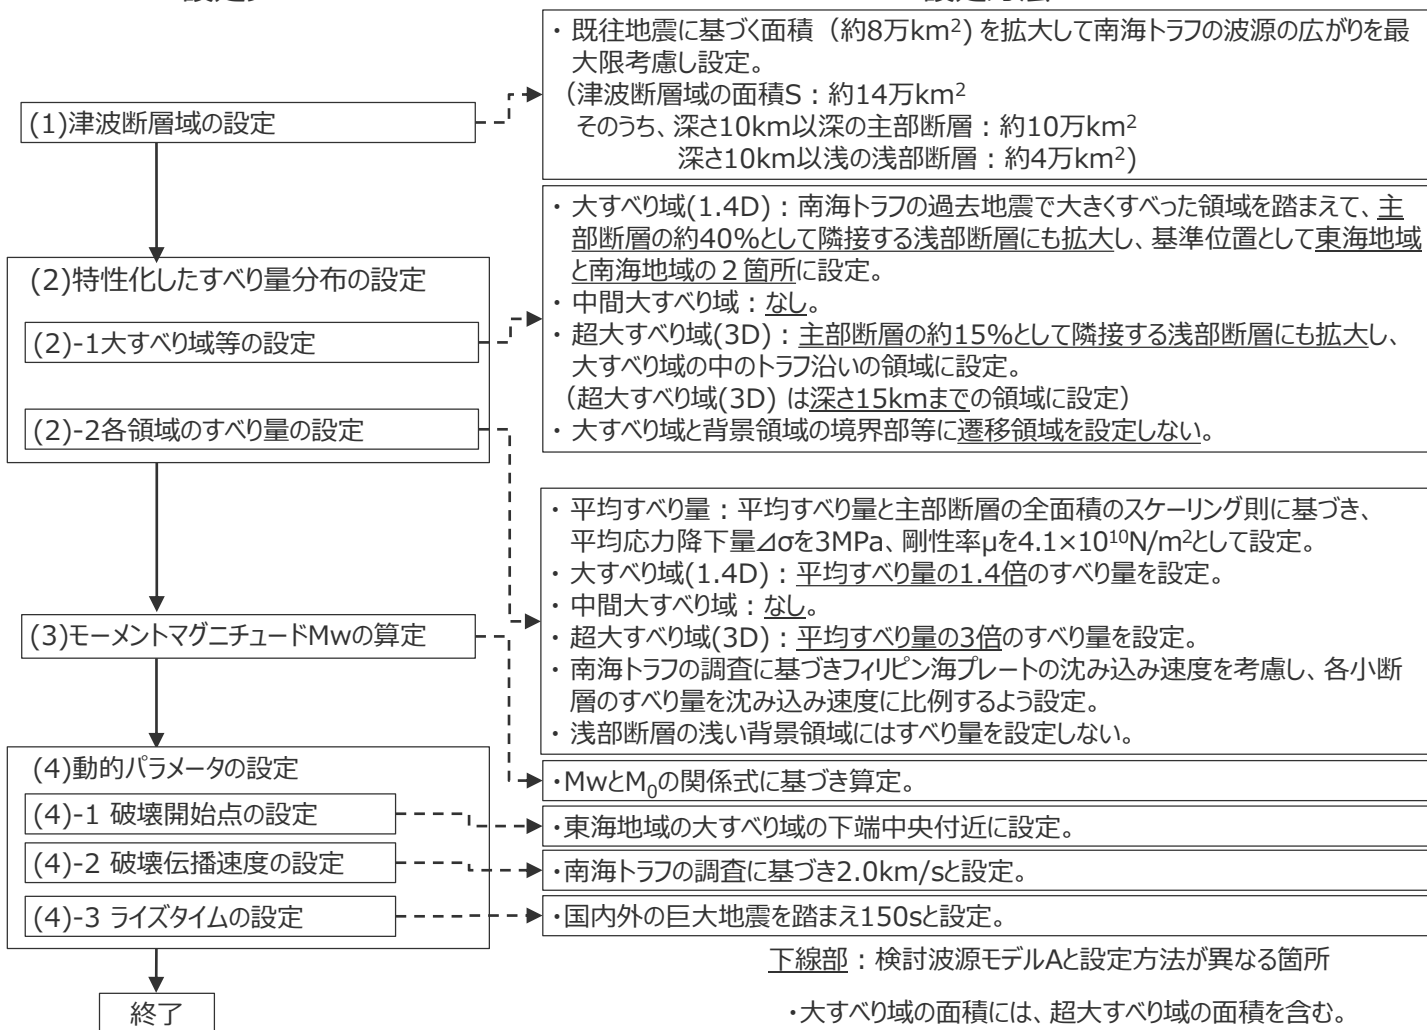 ・既往地震に基づく面積（約8万km²) を拡大して南海トラフの波源の広がりを最
大限考慮し設定。
（津波断層域の面積S：約14万km²
そのうち、深さ10km以深の主部断層：約10万km²
深さ10km以浅の浅部断層：約4万km²)
(1)津波断層域の設定
・大すべり域(1.4D)：南海トラフの過去地震で大きくすべった領域を踏まえて、主
部断層の約40%として隣接する浅部断層にも拡大し、基準位置として東海地域
と南海地域の２箇所に設定。
・中間大すべり域：なし。
・超大すべり域(3D)：主部断層の約15%として隣接する浅部断層にも拡大し、
大すべり域の中のトラフ沿いの領域に設定。
（超大すべり域(3D) は深さ15kmまでの領域に設定）
・大すべり域と背景領域の境界部等に遷移領域を設定しない。
(2)特性化したすべり量分布の設定
(2)-1大すべり域等の設定
(2)-2各領域のすべり量の設定
・平均すべり量：平均すべり量と主部断層の全面積のスケーリング則に基づき、
平均応力降下量⊿σを3MPa、剛性率μを4.1×10¹⁰N/m²として設定。
・大すべり域(1.4D)：平均すべり量の1.4倍のすべり量を設定。
・中間大すべり域：なし。
・超大すべり域(3D)：平均すべり量の3倍のすべり量を設定。
・南海トラフの調査に基づきフィリピン海プレートの沈み込み速度を考慮し、各小断
層のすべり量を沈み込み速度に比例するよう設定。
・浅部断層の浅い背景領域にはすべり量を設定しない。
(3)モーメントマグニチュードMwの算定
・MwとM₀の関係式に基づき算定。
(4)動的パラメータの設定
(4)-1 破壊開始点の設定
・東海地域の大すべり域の下端中央付近に設定。
(4)-2 破壊伝播速度の設定
・南海トラフの調査に基づき2.0km/sと設定。
(4)-3 ライズタイムの設定
・国内外の巨大地震を踏まえ150sと設定。
終了
下線部：検討波源モデルAと設定方法が異なる箇所
・大すべり域の面積には、超大すべり域の面積を含む。